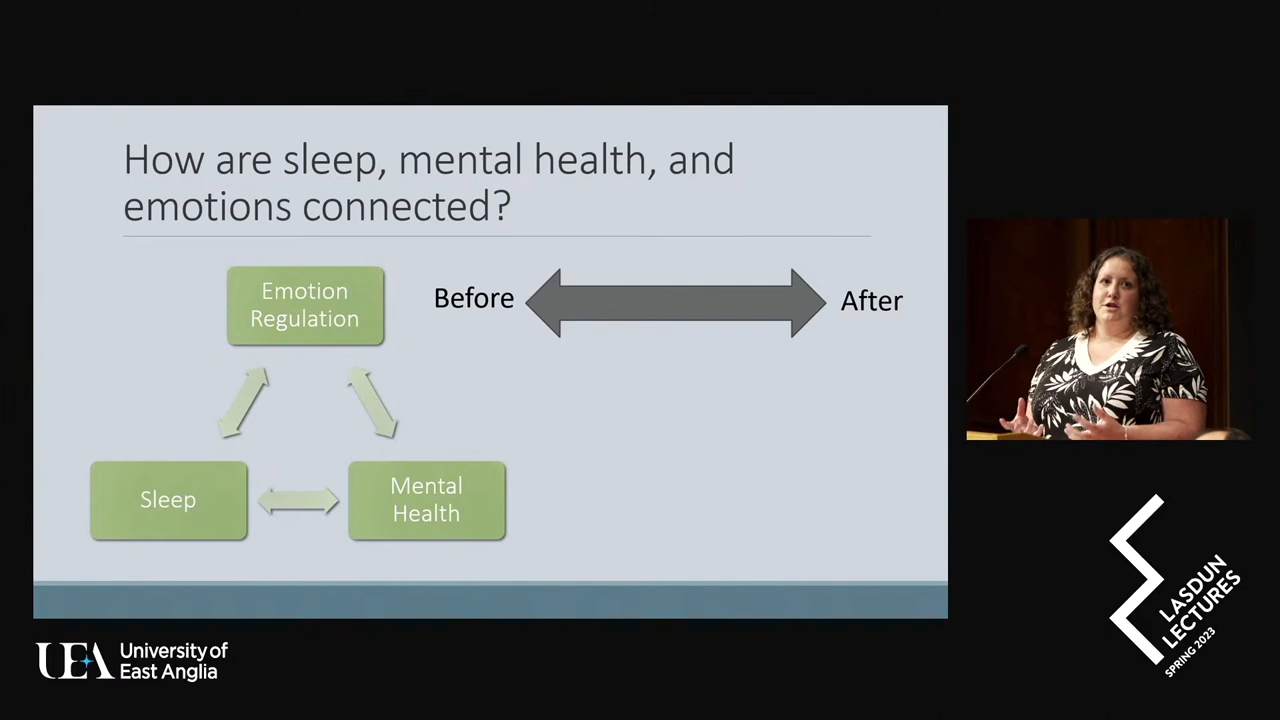 How are sleep, mental health, and
emotions connected?
Emotion
Regulation
Before
After
Sleep
Mental
Health
UEA
University of
East Anglia
LASDUN
LECTURES
SPRING 2023